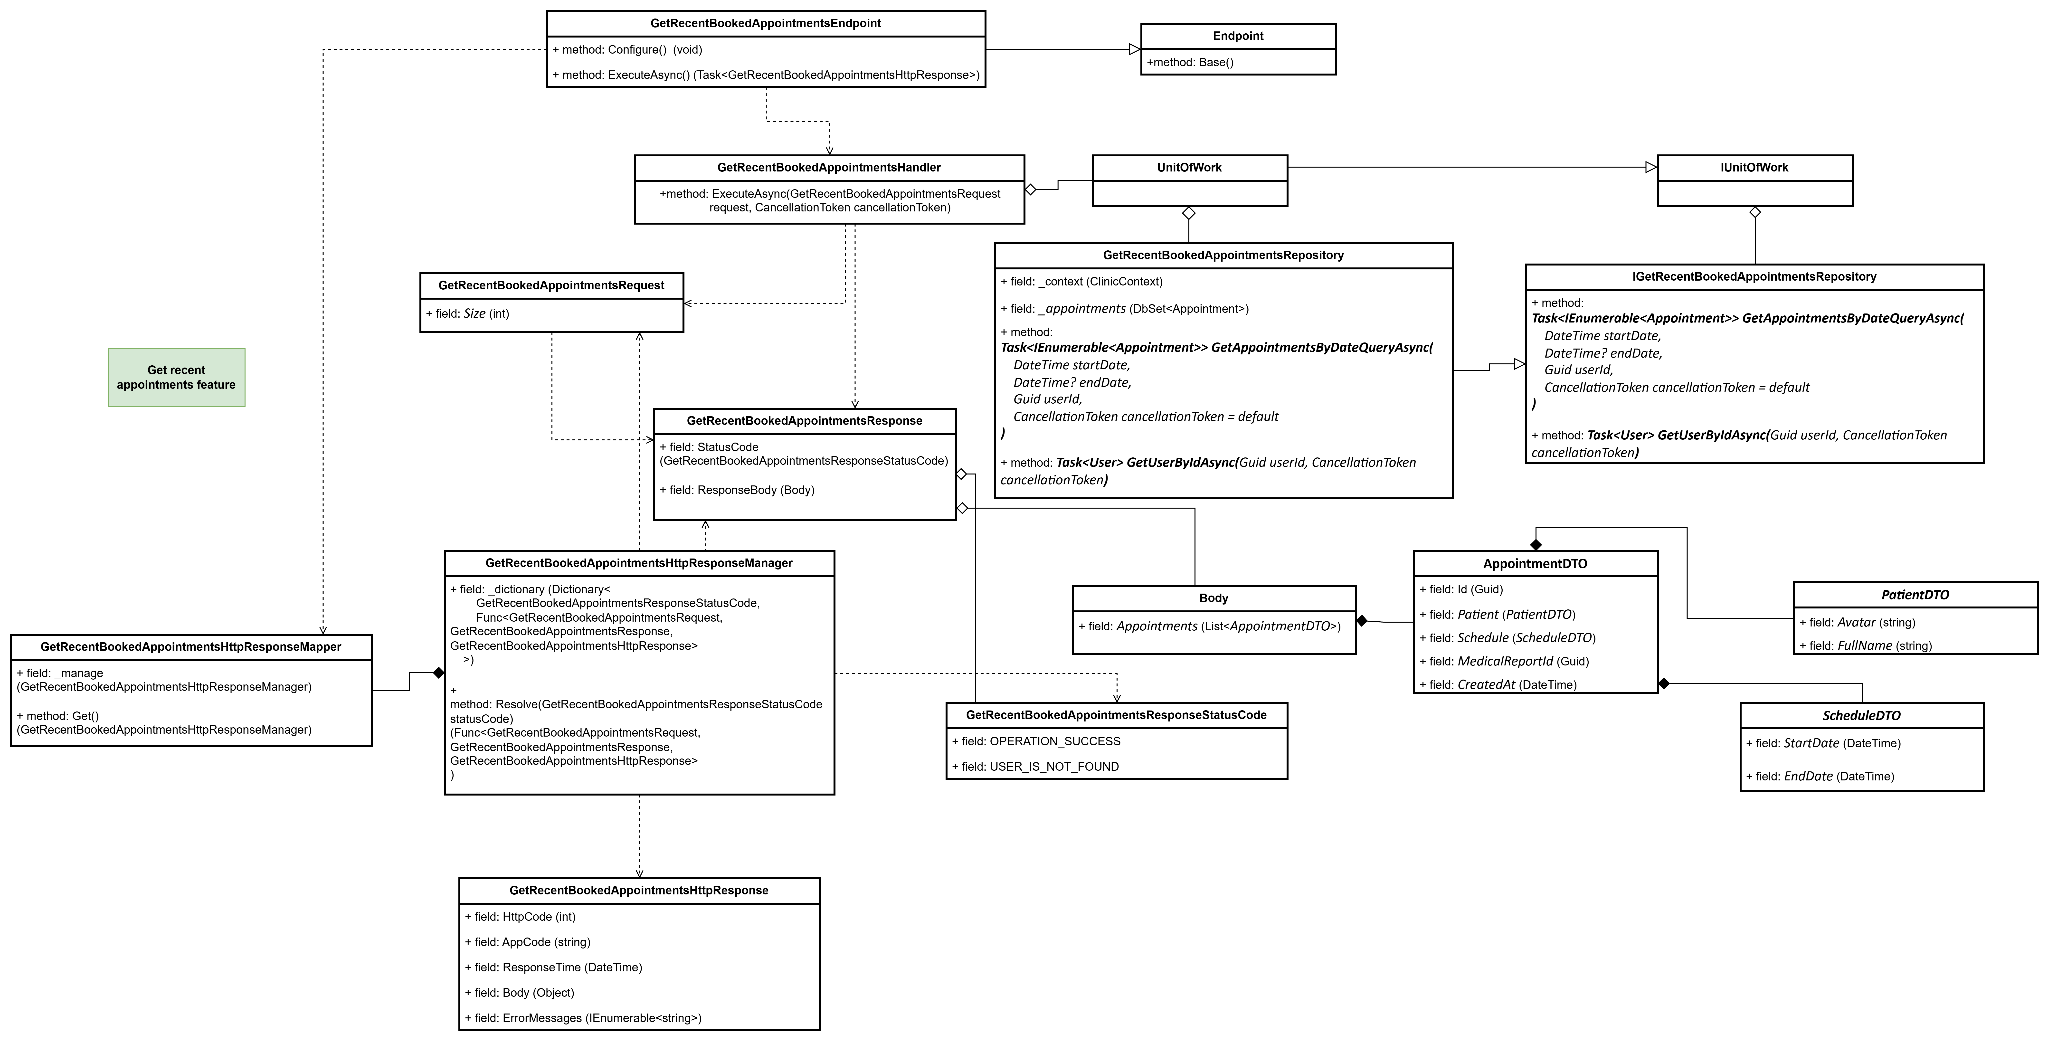 GetRecentBookedAppointmentsEndpoint
+ method: Configure()  (void)
+ method: ExecuteAsync() (Task<GetRecentBookedAppointmentsHttpResponse>)
Endpoint
+method: Base()
GetRecentBookedAppointmentsHandler
+method: ExecuteAsync(GetRecentBookedAppointmentsRequest
request, CancellationToken cancellationToken)
UnitOfWork
IUnitOfWork
GetRecentBookedAppointmentsRepository
+ field: _context (ClinicContext)
+ field: _appointments (DbSet<Appointment>)
+ method:
Task<IEnumerable<Appointment>> GetAppointmentsByDateQueryAsync(
DateTime startDate,
DateTime? endDate,
Guid userId,
CancellationToken cancellationToken = default
)
+ method: Task<User> GetUserByIdAsync(Guid userId, CancellationToken
cancellationToken)
IGetRecentBookedAppointmentsRepository
+ method:
Task<IEnumerable<Appointment>> GetAppointmentsByDateQueryAsync(
DateTime startDate,
DateTime? endDate,
Guid userId,
CancellationToken cancellationToken = default
)
+ method: Task<User> GetUserByIdAsync(Guid userId, CancellationToken
cancellationToken)
GetRecentBookedAppointmentsRequest
+ field: Size (int)
Get recent
appointments feature
GetRecentBookedAppointmentsResponse
+ field: StatusCode
(GetRecentBookedAppointmentsResponseStatusCode)
+ field: ResponseBody (Body)
GetRecentBookedAppointmentsHttpResponseManager
+ field: _dictionary (Dictionary<
GetRecentBookedAppointmentsResponseStatusCode,
Func<GetRecentBookedAppointmentsRequest,
GetRecentBookedAppointmentsResponse,
GetRecentBookedAppointmentsHttpResponse>
>)
+
method: Resolve(GetRecentBookedAppointmentsResponseStatusCode
statusCode)
(Func<GetRecentBookedAppointmentsRequest,
GetRecentBookedAppointmentsResponse,
GetRecentBookedAppointmentsHttpResponse>
)
GetRecentBookedAppointmentsHttpResponseMapper
+ field: _manage
(GetRecentBookedAppointmentsHttpResponseManager)
+ method: Get()
(GetRecentBookedAppointmentsHttpResponseManager)
Body
+ field: Appointments (List<AppointmentDTO>)
AppointmentDTO
+ field: Id (Guid)
+ field: Patient (PatientDTO)
+ field: Schedule (ScheduleDTO)
+ field: MedicalReportId (Guid)
+ field: CreatedAt (DateTime)
PatientDTO
+ field: Avatar (string)
+ field: FullName (string)
GetRecentBookedAppointmentsResponseStatusCode
+ field: OPERATION_SUCCESS
+ field: USER_IS_NOT_FOUND
ScheduleDTO
+ field: StartDate (DateTime)
+ field: EndDate (DateTime)
GetRecentBookedAppointmentsHttpResponse
+ field: HttpCode (int)
+ field: AppCode (string)
+ field: ResponseTime (DateTime)
+ field: Body (Object)
+ field: ErrorMessages (IEnumerable<string>)